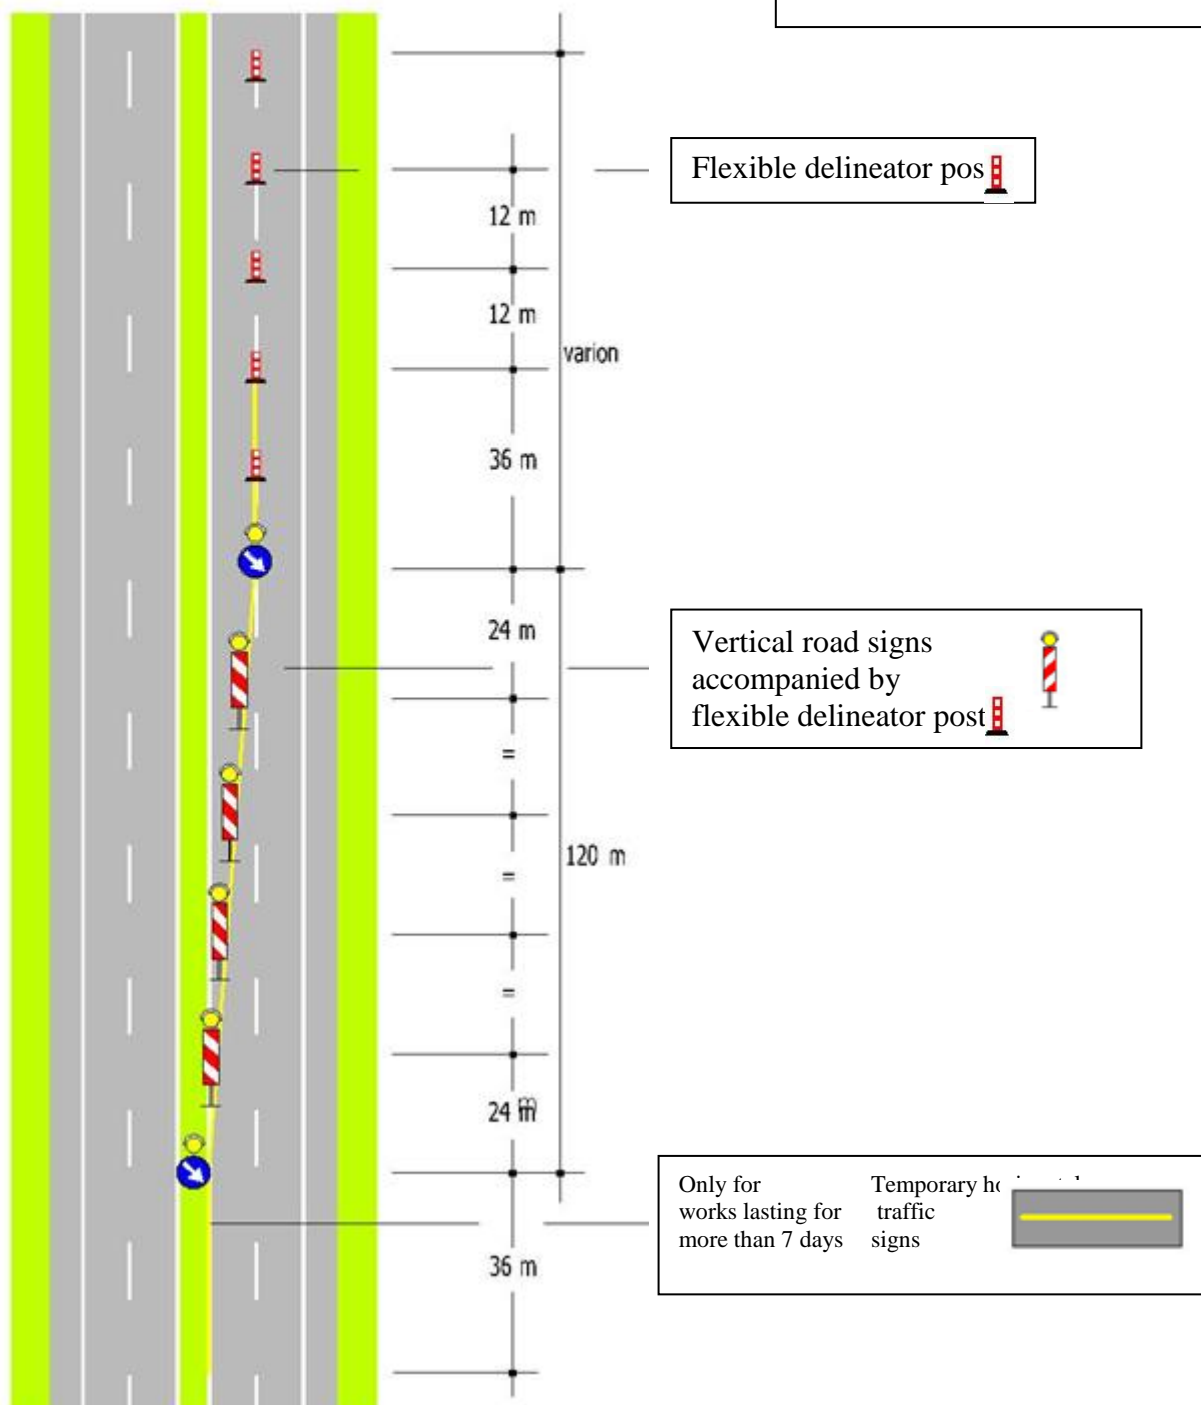 Flexible delineator pos
12 m
12 m
varion
36 m
24 m
Vertical road signs
accompanied by
flexible delineator post
=
=
120 m
=
24 m
Only for
works lasting for
more than 7 days
Temporary
traffic
signs
36 m